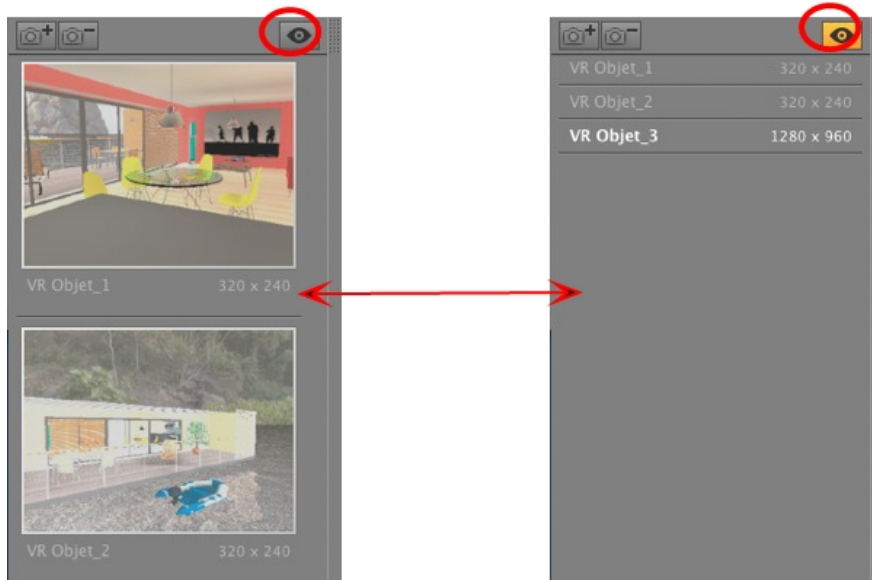 VR Objet_1 320 x 240
VR Objet_2 320 x 240
VR Objet_1 320 x 240
VR Objet_2 320 x 240
VR Objet_3 1280 x 960